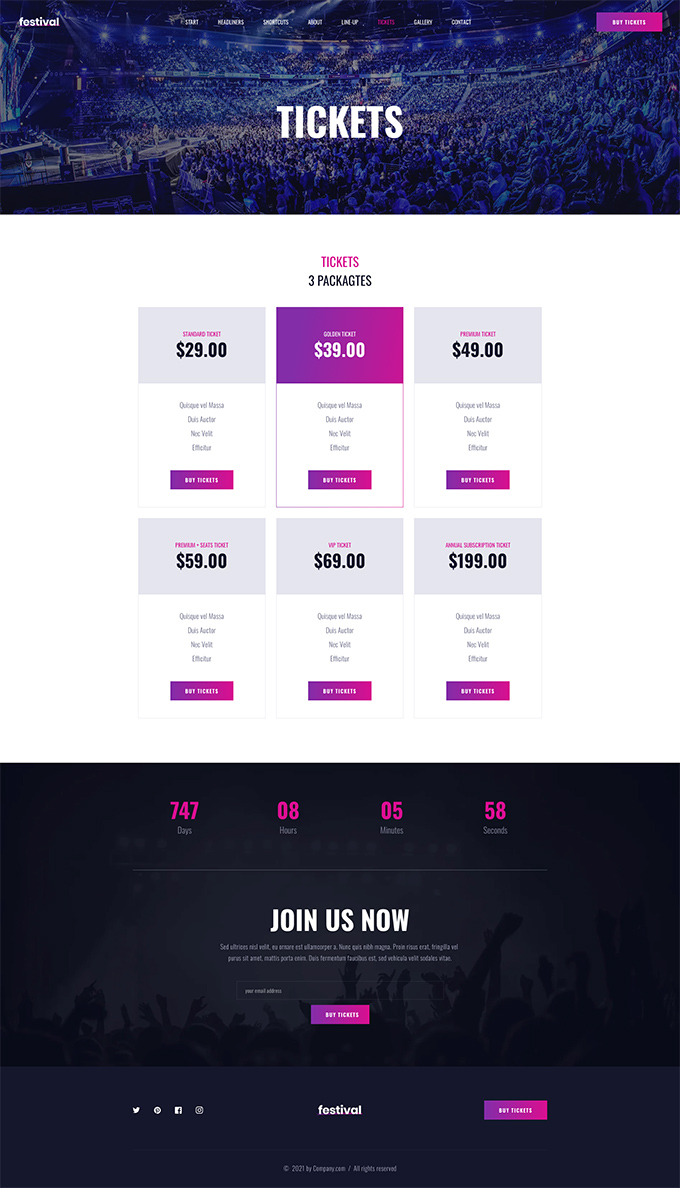 festival
START HEADLINERS SHORTCUTS ABOUT LINE-UP TICKETS GALLERY CONTACT
BUY TICKETS
TICKETS
TICKETS
3 PACKAGTES
STANDARD TICKET
$29.00
Quisque vel Massa
Duis Auctor
Nec Velit
Efficitur
BUY TICKETS
GOLDEN TICKET
$39.00
Quisque vel Massa
Duis Auctor
Nec Velit
Efficitur
BUY TICKETS
PREMIUM TICKET
$49.00
Quisque vel Massa
Duis Auctor
Nec Velit
Efficitur
BUY TICKETS
PREMIUM + SEATS TICKET
$59.00
Quisque vel Massa
Duis Auctor
Nec Velit
Efficitur
BUY TICKETS
VIP TICKET
$69.00
Quisque vel Massa
Duis Auctor
Nec Velit
Efficitur
BUY TICKETS
ANNUAL SUBSCRIPTION TICKET
$199.00
Quisque vel Massa
Duis Auctor
Nec Velit
Efficitur
BUY TICKETS
747
Days
08
Hours
05
Minutes
58
Seconds
JOIN US NOW
Sed ultrices nisl velit, eu ornare est ullamcorper a. Nunc quis nibh magna. Proin risus erat, fringilla vel
purus sit amet, mattis porta enim. Duis fermentum faucibus est, sed vehicula velit sodales vitae.
your email address
BUY TICKETS
festival
BUY TICKETS
© 2021 by Company.com / All rights reserved